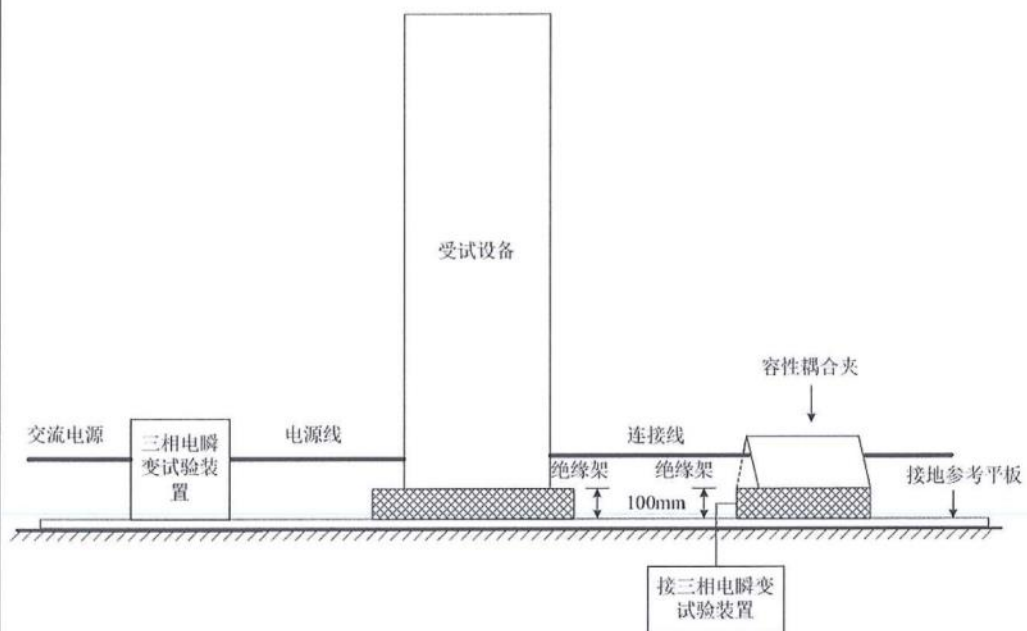 受试设备
容性耦合夹
交流电源
三相电瞬
变试验装
置
电源线
连接线
绝缘架
绝缘架
100mm
接地参考平板
接三相电瞬变
试验装置